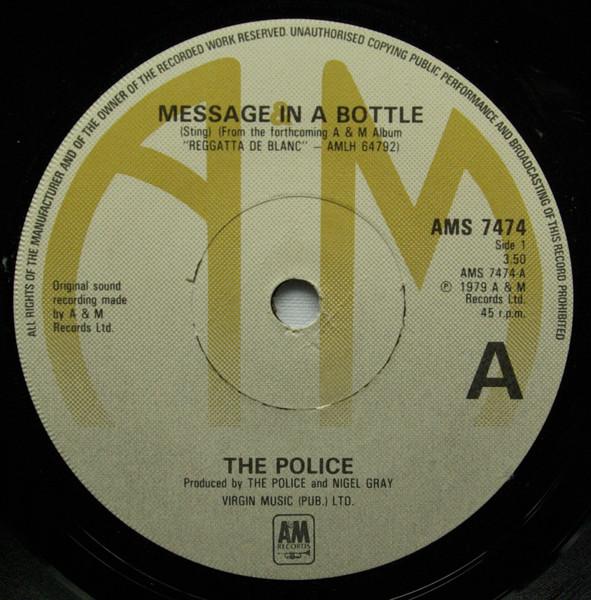 ALL RIGHTS OF THE MANUFACTURER AND OF THE OWNER OF THE RECORDED WORK RESERVED. UNAUTHORISED COPYING PUBLIC PERFORMANCE AND BROADCASTING OF THIS RECORD PROHIBITED
A&M
MESSAGE IN A BOTTLE
(Sting) (From the forthcoming A & M Album
"REGGATTA DE BLANC" – AMLH 64792)
AMS 7474
Side 1
3.50
AMS 7474 A
℗ 1979 A & M
Records Ltd.
45 r.p.m.
Original sound
recording made
by A & M
Records Ltd.
A
THE POLICE
Produced by THE POLICE and NIGEL GRAY
VIRGIN MUSIC (PUB.) LTD.
A&M
RECORDS